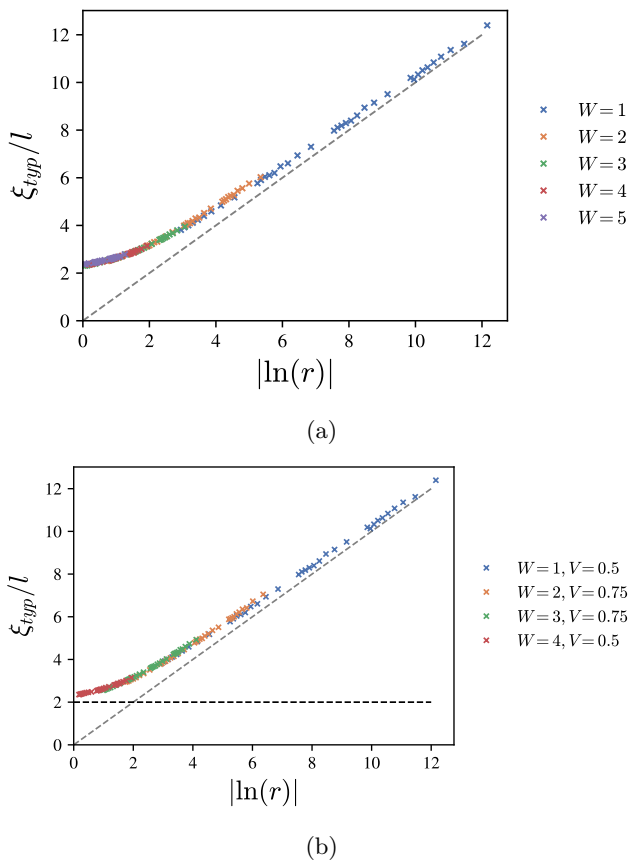 12
10
8
6
4
2
0
ξ_typ/l
0 2 4 6 8 10 12
|ln(r)|
W = 1
W = 2
W = 3
W = 4
W = 5
(a)
12
10
8
6
4
2
0
ξ_typ/l
0 2 4 6 8 10 12
|ln(r)|
W = 1, V = 0.5
W = 2, V = 0.75
W = 3, V = 0.75
W = 4, V = 0.5
(b)